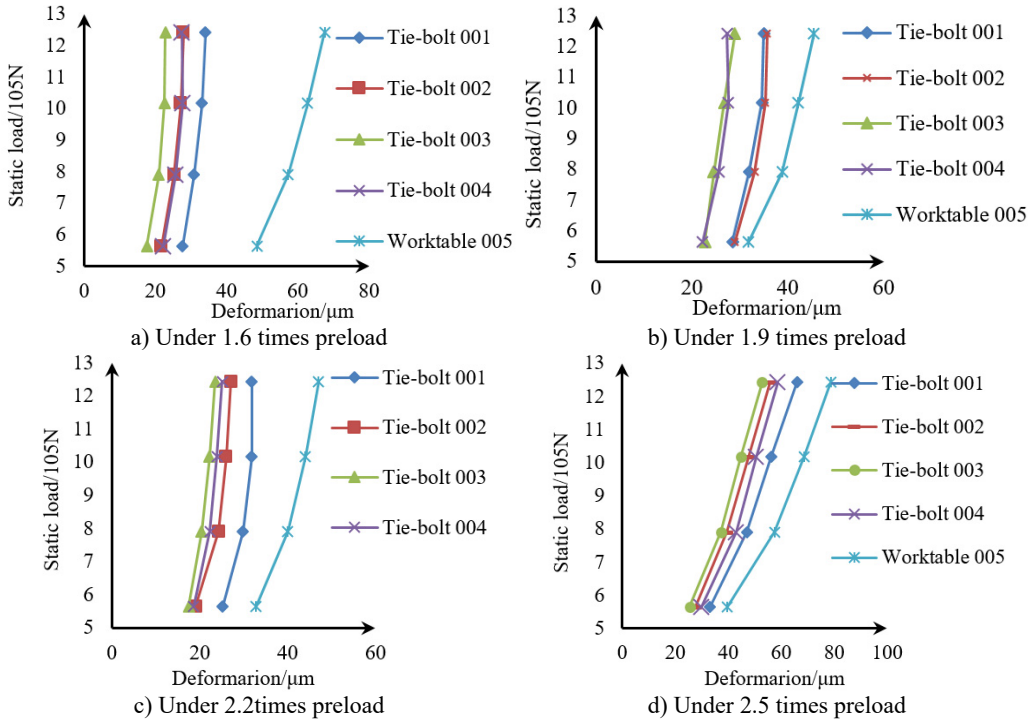 13
12
11
10
9
8
7
6
5
Static load/105N
0
20
40
60
80
Deformarion/μm
Tie-bolt 001
Tie-bolt 002
Tie-bolt 003
Tie-bolt 004
Worktable 005
a) Under 1.6 times preload
13
12
11
10
9
8
7
6
5
Static load/105N
0
20
40
60
Deformarion/μm
Tie-bolt 001
Tie-bolt 002
Tie-bolt 003
Tie-bolt 004
Worktable 005
b) Under 1.9 times preload
13
12
11
10
9
8
7
6
5
Static load/105N
0
20
40
60
Deformarion/μm
Tie-bolt 001
Tie-bolt 002
Tie-bolt 003
Tie-bolt 004
c) Under 2.2times preload
13
12
11
10
9
8
7
6
5
Static load/105N
0
20
40
60
80
100
Deformarion/μm
Tie-bolt 001
Tie-bolt 002
Tie-bolt 003
Tie-bolt 004
Worktable 005
d) Under 2.5 times preload